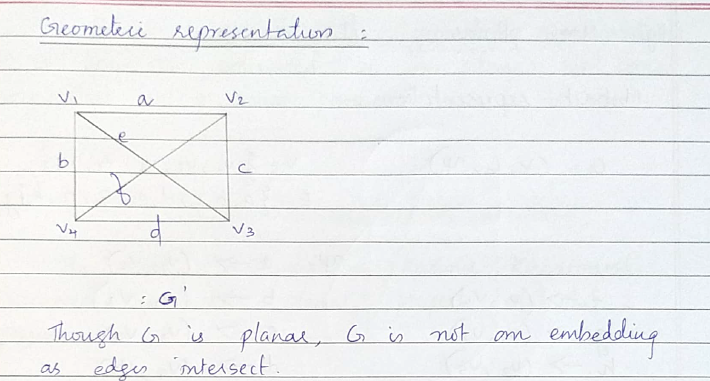 Geometric representation :
V1 a V2
e
b c
f
V4 d V3
: G'
Though G is planar, G is not an embedding
as edges intersect.